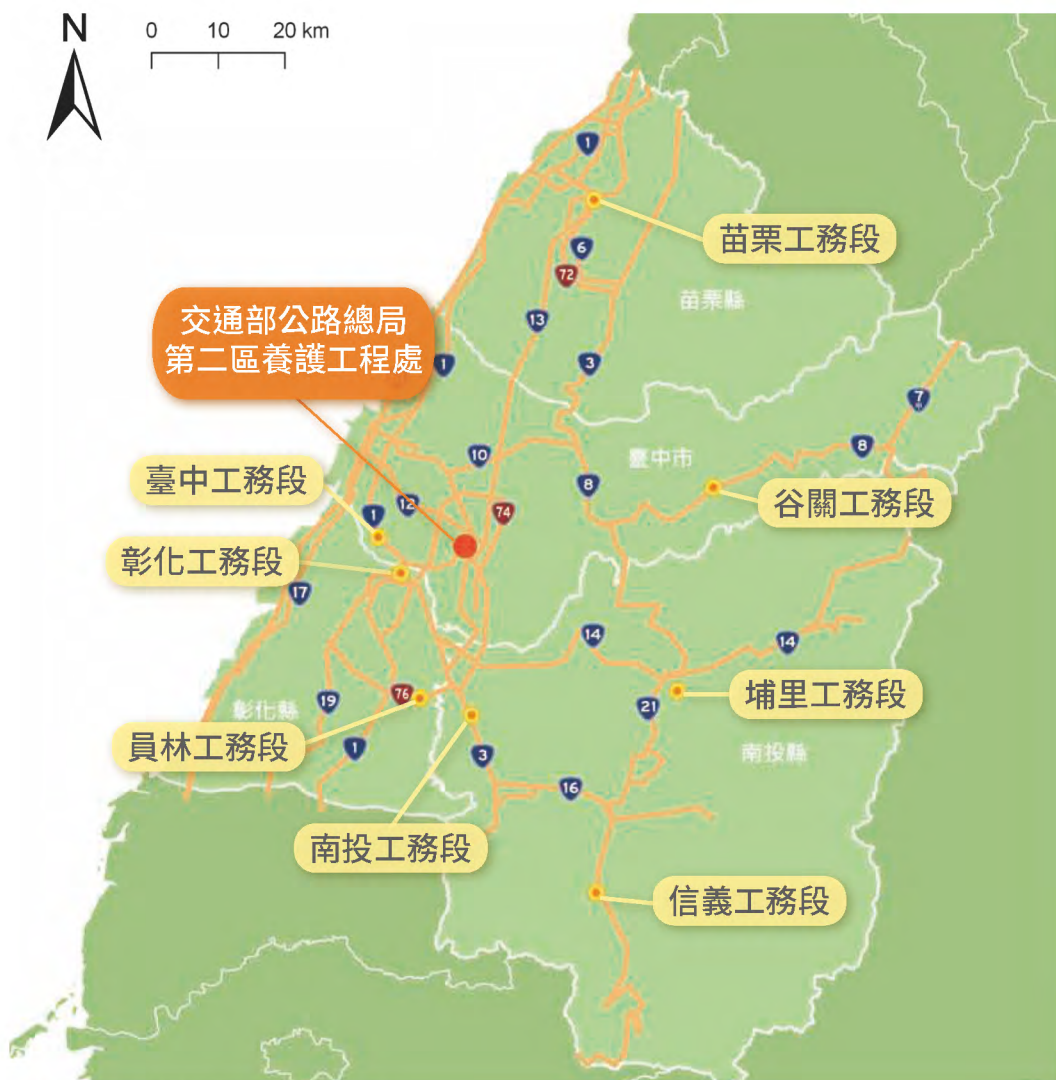 N
0 10 20 km
1
苗栗工務段
6
72
苗栗縣
交通部公路總局
第二區養護工程處
13
1
3
7
甲
8
臺中市
10
臺中工務段
8
谷關工務段
12
1
74
彰化工務段
17
14
14
埔里工務段
76
19
彰化縣
21
員林工務段
1
3
南投縣
16
南投工務段
信義工務段